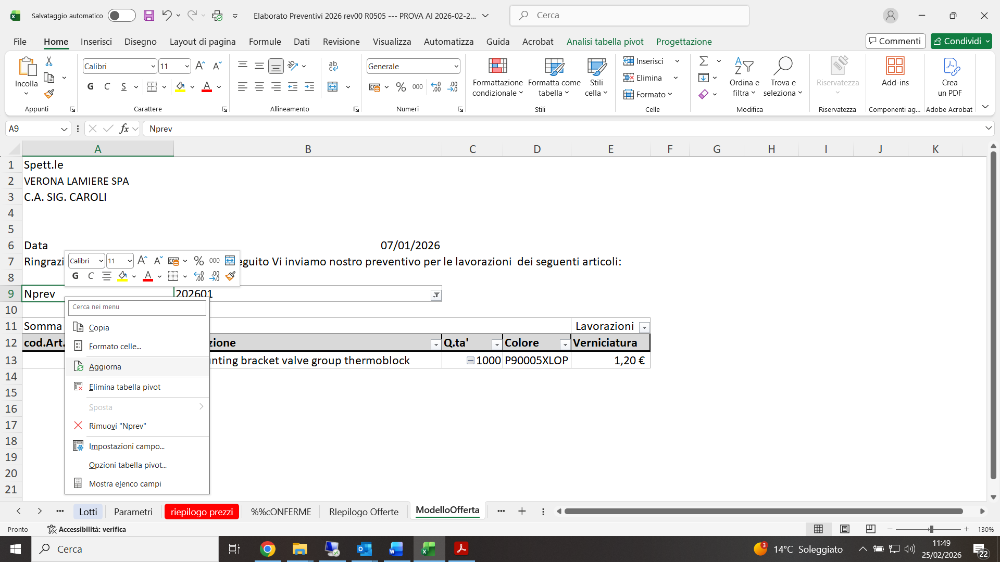 Salvataggio automatico
Elaborato Preventivi 2026 rev00 R0505 --- PROVA AI 2026-02-2...
Cerca
File Home Inserisci Disegno Layout di pagina Formule Dati Revisione Visualizza Automatizza Guida Acrobat Analisi tabella pivot Progettazione
Commenti Condividi
Incolla
Appunti
Calibri 11
G C S
Carattere
Allineamento
Generale
% 000
Numeri
Formattazione condizionale
Formatta come tabella
Stili cella
Stili
Inserisci
Elimina
Formato
Celle
Ordina e filtra
Trova e seleziona
Modifica
Riservatezza
Riservatezza
Add-ins
Componenti ag...
Crea un PDF
Adobe Acrobat
A9 fx Nprev
A B C D E F G H I J K
1 Spett.le
2 VERONA LAMIERE SPA
3 C.A. SIG. CAROLI
4
5
6 Data 07/01/2026
7 Ringrazi eguito Vi inviamo nostro preventivo per le lavorazioni dei seguenti articoli:
Calibri 11 % 000
G C
8
9 Nprev 202601
10
11 Somma Lavorazioni
12 cod.Art. zione Q.ta' Colore Verniciatura
13 unting bracket valve group thermoblock 1000 P90005XLOP 1,20 €
14
15
16
17
18
19
20
21
Cerca nei menu
Copia
Formato celle...
Aggiorna
Elimina tabella pivot
Sposta
Rimuovi "Nprev"
Impostazioni campo...
Opzioni tabella pivot...
Mostra elenco campi
Lotti Parametri riepilogo prezzi %%cONFERME RIepilogo Offerte ModelloOfferta
Pronto Accessibilità: verifica 130%
Cerca
3 14°C Soleggiato
11:49
25/02/2026
22